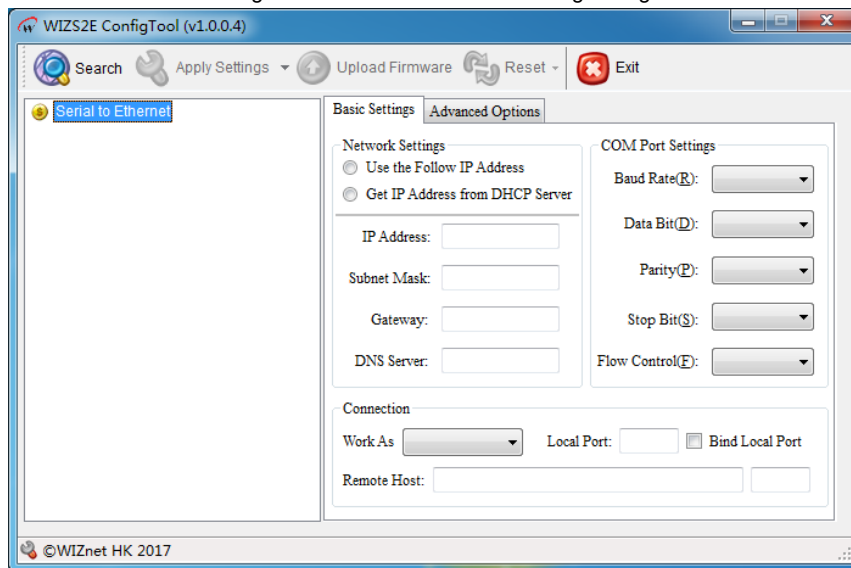 WIZS2E ConfigTool (v1.0.0.4)
Search Apply Settings Upload Firmware Reset Exit
Serial to Ethernet
Basic Settings Advanced Options
Network Settings
Use the Follow IP Address
Get IP Address from DHCP Server
IP Address:
Subnet Mask:
Gateway:
DNS Server:
COM Port Settings
Baud Rate(R):
Data Bit(D):
Parity(P):
Stop Bit(S):
Flow Control(F):
Connection
Work As Local Port: Bind Local Port
Remote Host:
©WIZnet HK 2017